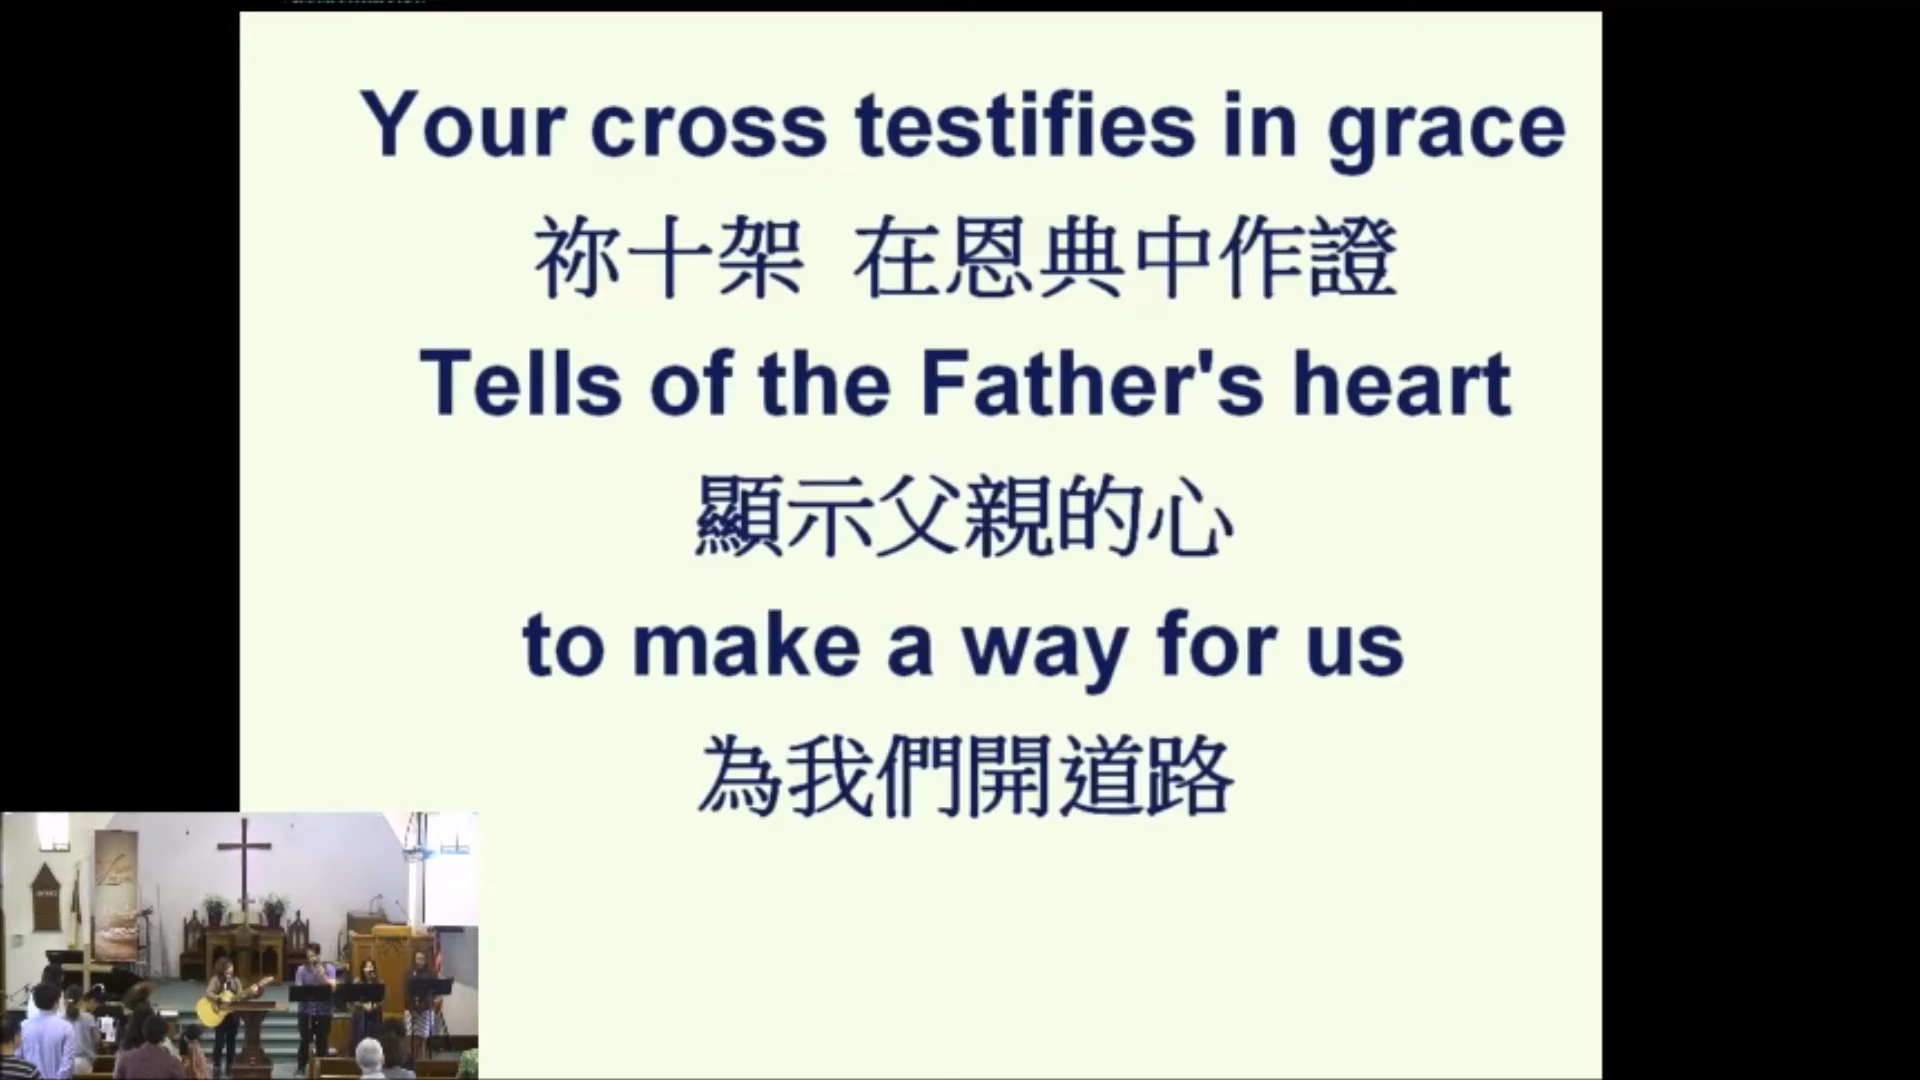 Your cross testifies in grace
祢十架 在恩典中作證
Tells of the Father's heart
顯示父親的心
to make a way for us
為我們開道路